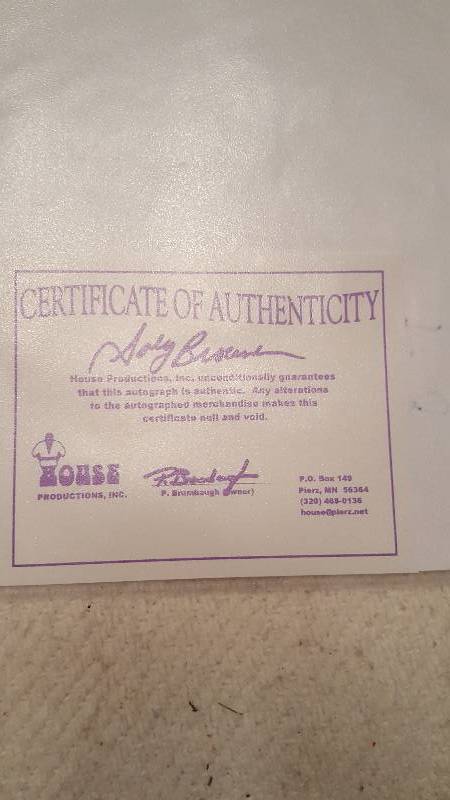 CERTIFICATE OF AUTHENTICITY
House Productions, Inc. unconditionally guarantees
that this autograph is authentic. Any alterations
to the autographed merchandise makes this
certificate null and void.
HOUSE
PRODUCTIONS, INC.
P. Brumbaugh
P. Brumbaugh (owner)
P.O. Box 149
Pierz, MN 56364
(320) 468-0136
house@pierz.net